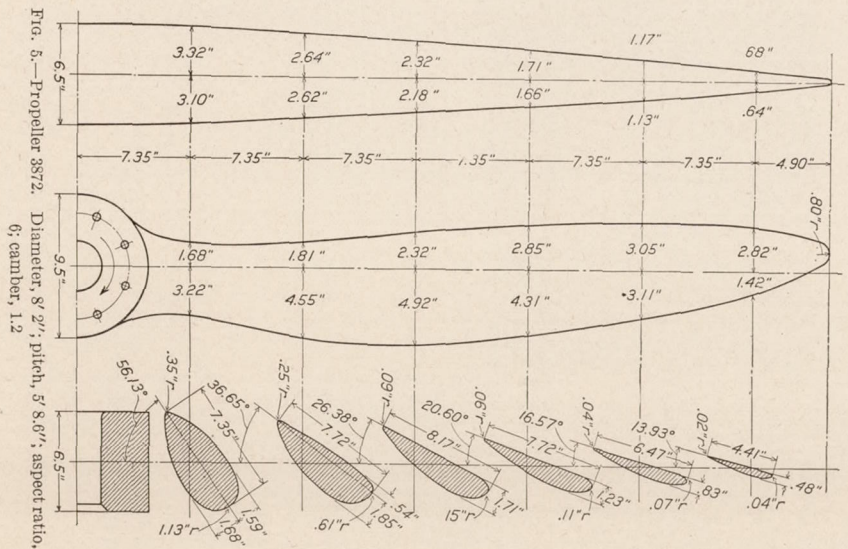 FIG. 5.—Propeller 3872. Diameter, 8' 2"; pitch, 5' 8.6"; aspect ratio,
6; camber, 1.2
6.5"
3.32" 2.64" 2.32" 1.71" 1.17" 68"
3.10" 2.62" 2.18" 1.66" 1.13" .64"
7.35" 7.35" 7.35" 7.35" 7.35" 7.35" 4.90"
.80"r
9.5"
1.68" 1.81" 2.32" 2.85" 3.05" 2.82"
3.22" 4.55" 4.92" 4.31" 3.11" 1.42"
56.13° .35"r 36.65° .25"r 26.38° .09"r 20.60° .06"r 16.57° .04"r 13.93° .02"r
7.35" 7.72" 8.17" 7.72" 6.47" 4.41"
6.5"
1.59" .54" 1.71" 1.23" .83" .48"
1.68" 1.85"
1.13"r .61"r 15"r .11"r .07"r .04"r